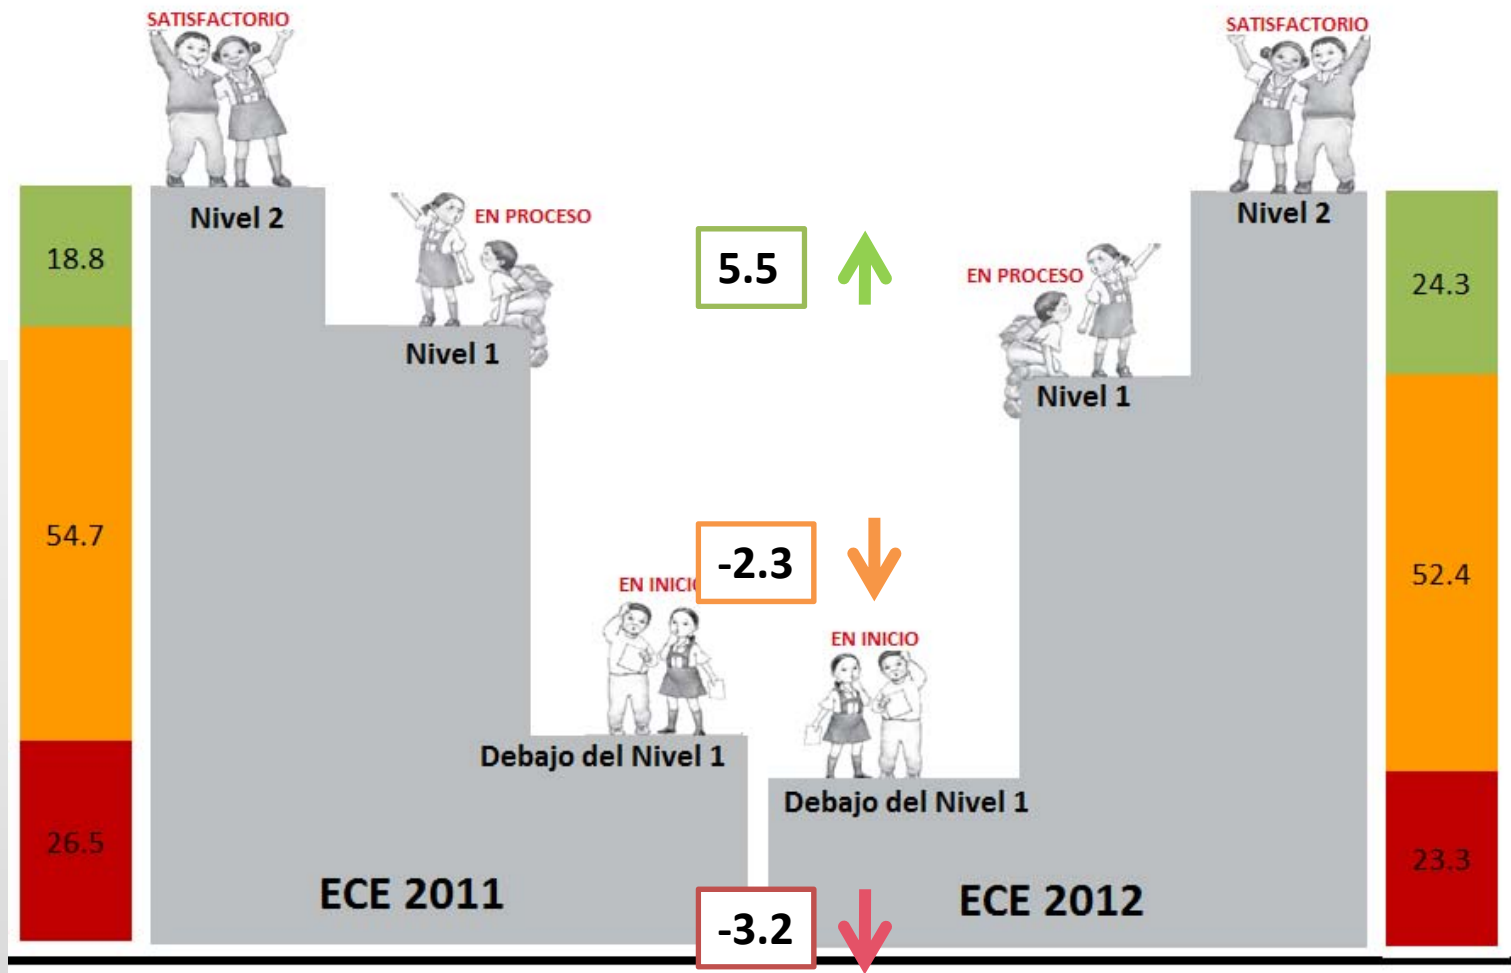 SATISFACTORIO
Nivel 2
18.8
EN PROCESO
Nivel 1
54.7
EN INICIO
Debajo del Nivel 1
26.5
ECE 2011
5.5
-2.3
-3.2
SATISFACTORIO
Nivel 2
24.3
EN PROCESO
Nivel 1
52.4
EN INICIO
Debajo del Nivel 1
23.3
ECE 2012